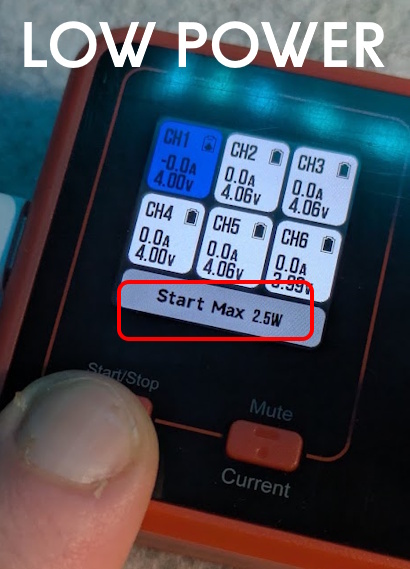 LOW POWER
CH1
-0.0A
4.00V
CH2
0.0A
4.06V
CH3
0.0A
4.06V
CH4
0.0A
4.00V
CH5
0.0A
4.06V
CH6
0.0A
3.99V
Start Max 2.5W
Start/Stop
Mute
Current